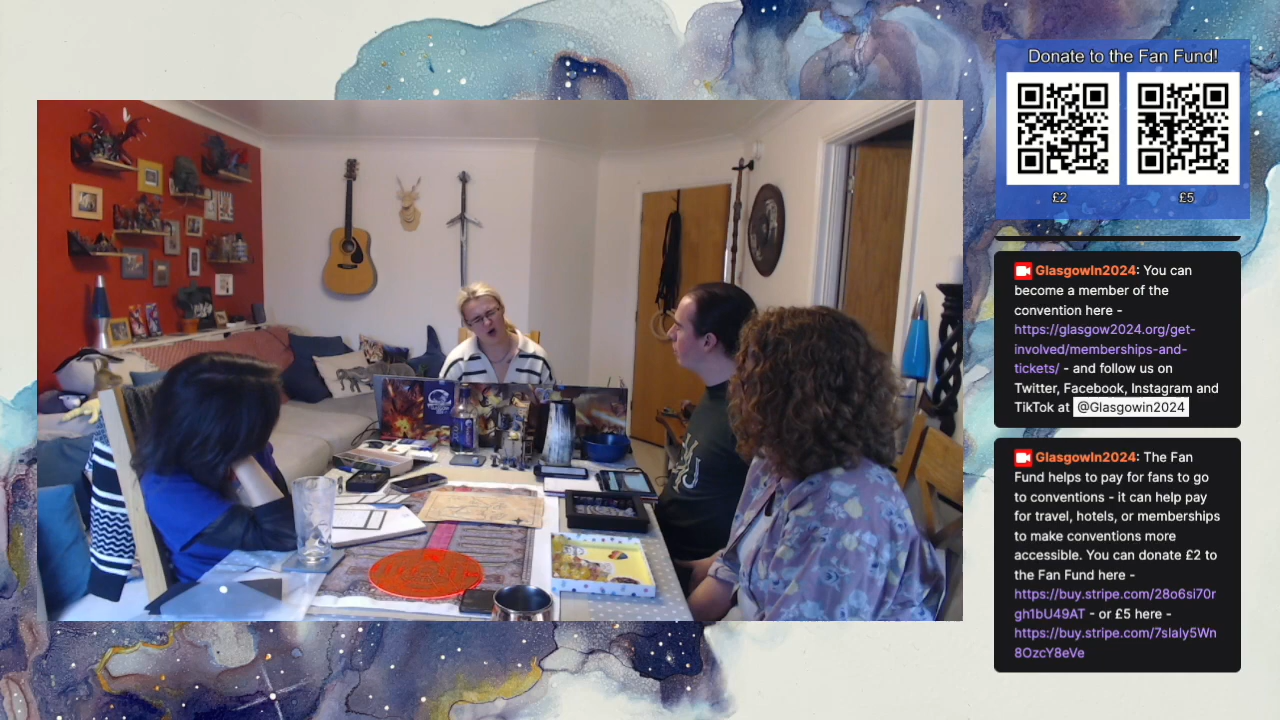 Donate to the Fan Fund!
£2
£5
GlasgowIn2024: You can
become a member of the
convention here -
https://glasgow2024.org/get-
involved/memberships-and-
tickets/ - and follow us on
Twitter, Facebook, Instagram and
TikTok at @Glasgowin2024
GlasgowIn2024: The Fan
Fund helps to pay for fans to go
to conventions - it can help pay
for travel, hotels, or memberships
to make conventions more
accessible. You can donate £2 to
the Fan Fund here -
https://buy.stripe.com/28o6si70r
gh1bU49AT - or £5 here -
https://buy.stripe.com/7slaly5Wn
8OzcY8eVe